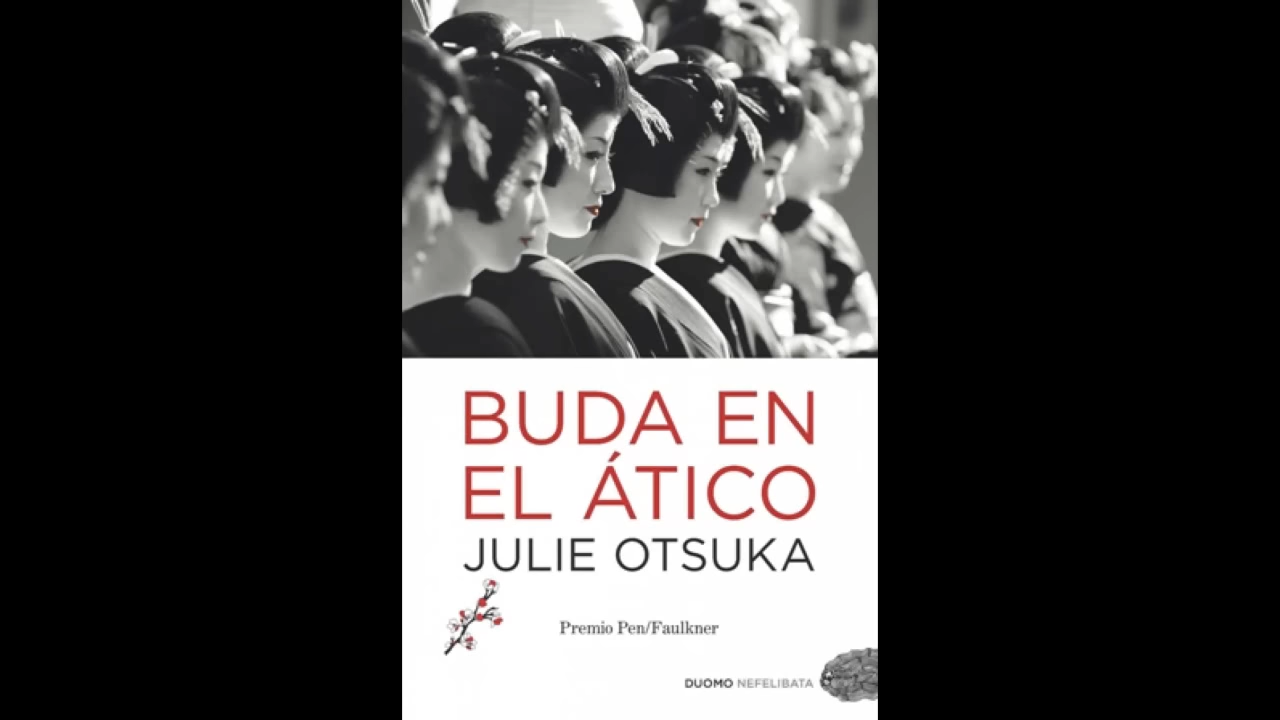 BUDA EN
EL ÁTICO
JULIE OTSUKA
Premio Pen/Faulkner
DUOMO NEFELIBATA